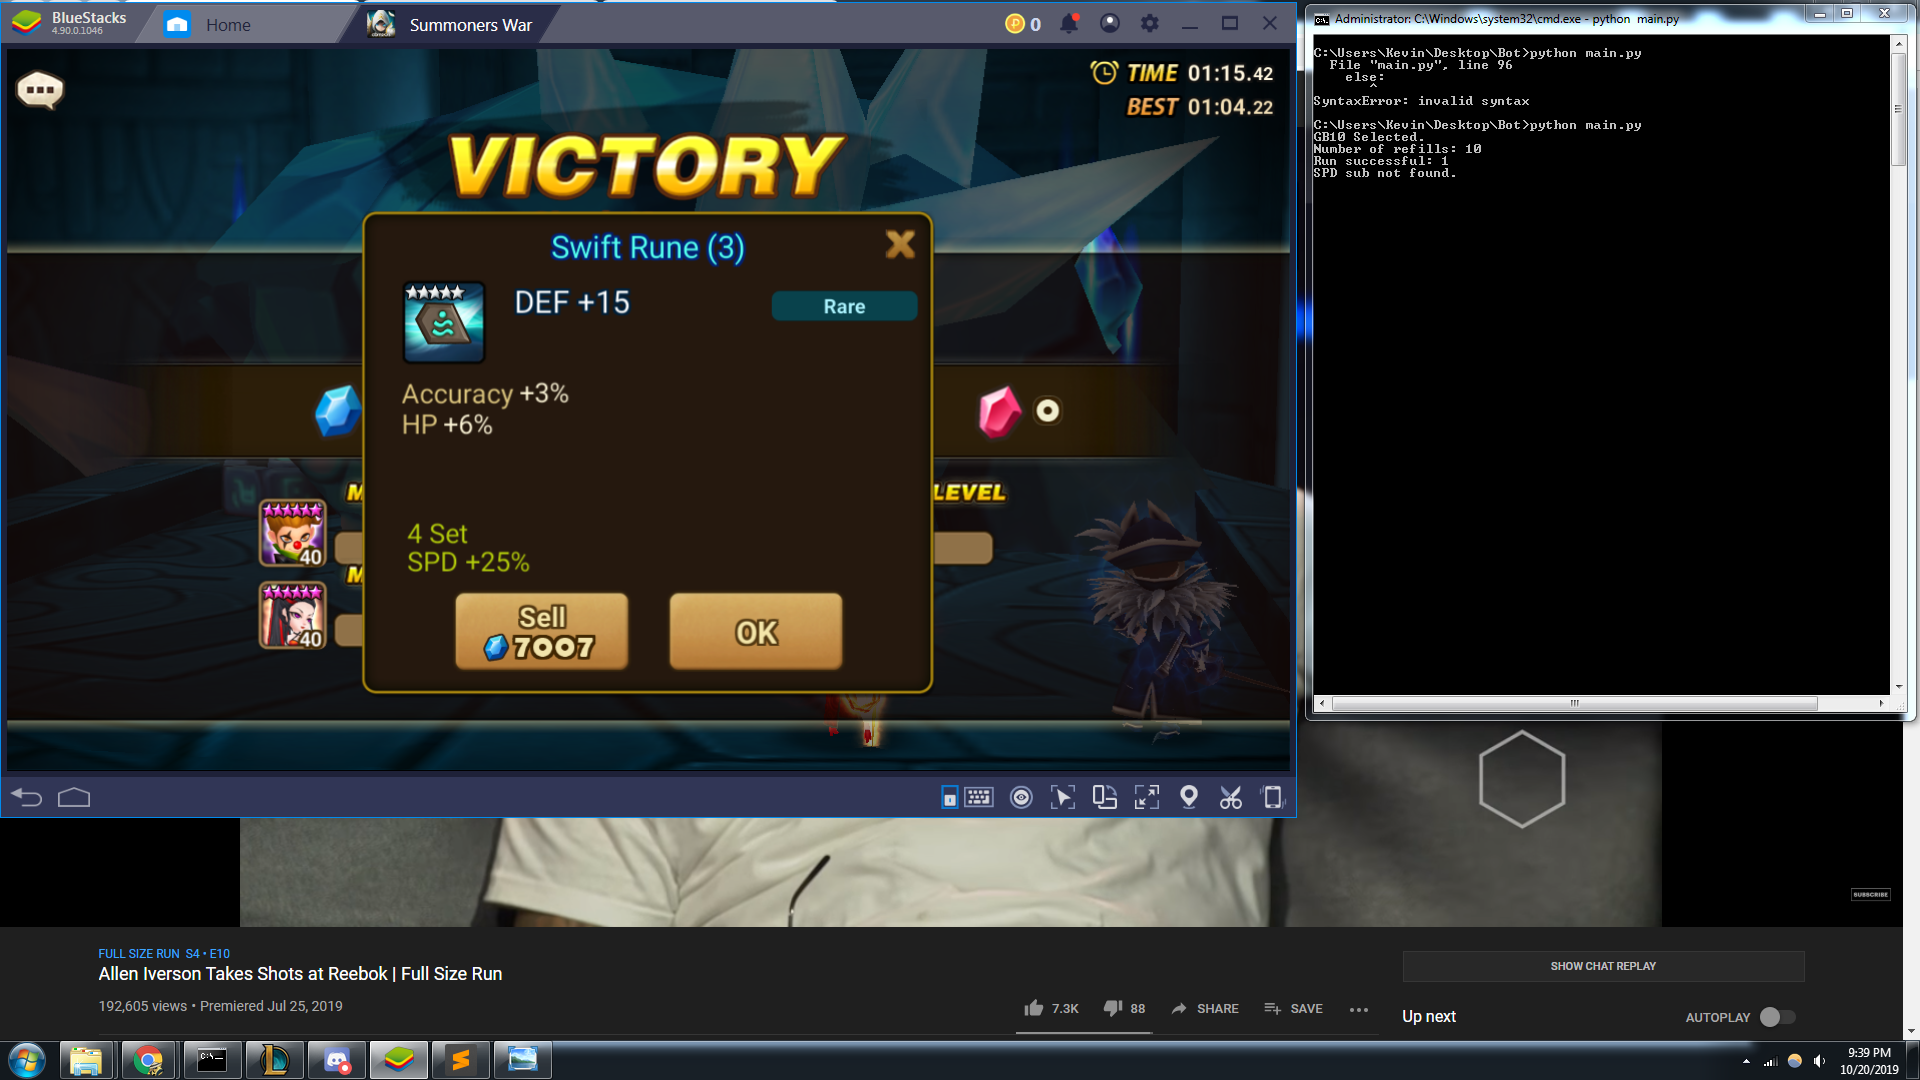 BlueStacks
4.90.0.1046
Home
Summoners War
0
TIME 01:15.42
BEST 01:04.22
VICTORY
Swift Rune (3)
DEF +15
Rare
Accuracy +3%
HP +6%
LEVEL
40
40
4 Set
SPD +25%
Sell
7007
OK
Administrator: C:\Windows\system32\cmd.exe - python main.py
C:\Users\Kevin\Desktop\Bot>python main.py
File "main.py", line 96
else:
^
SyntaxError: invalid syntax
C:\Users\Kevin\Desktop\Bot>python main.py
GB10 Selected.
Number of refills: 10
Run successful: 1
SPD sub not found.
SUBSCRIBE
FULL SIZE RUN S4 • E10
Allen Iverson Takes Shots at Reebok | Full Size Run
192,605 views • Premiered Jul 25, 2019
7.3K
88
SHARE
SAVE
SHOW CHAT REPLAY
Up next
AUTOPLAY
9:39 PM
10/20/2019